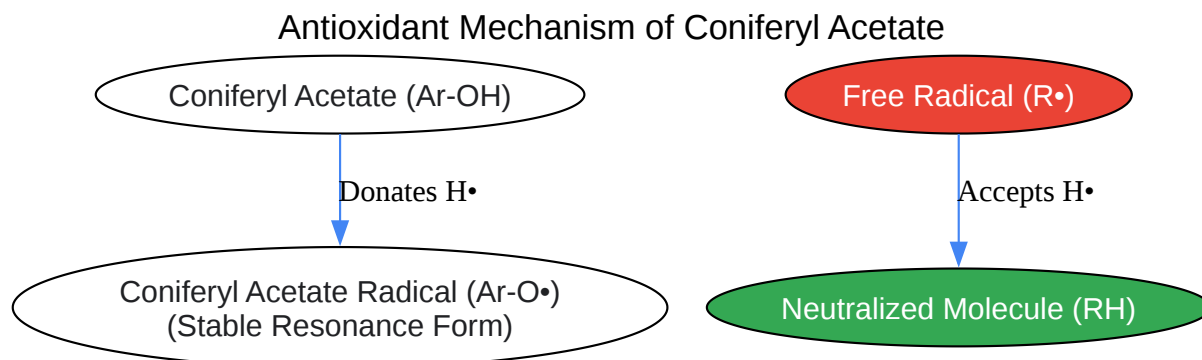 Antioxidant Mechanism of Coniferyl Acetate
Coniferyl Acetate (Ar-OH)
Free Radical (R•)
Donates H•
Accepts H•
Coniferyl Acetate Radical (Ar-O•)
(Stable Resonance Form)
Neutralized Molecule (RH)